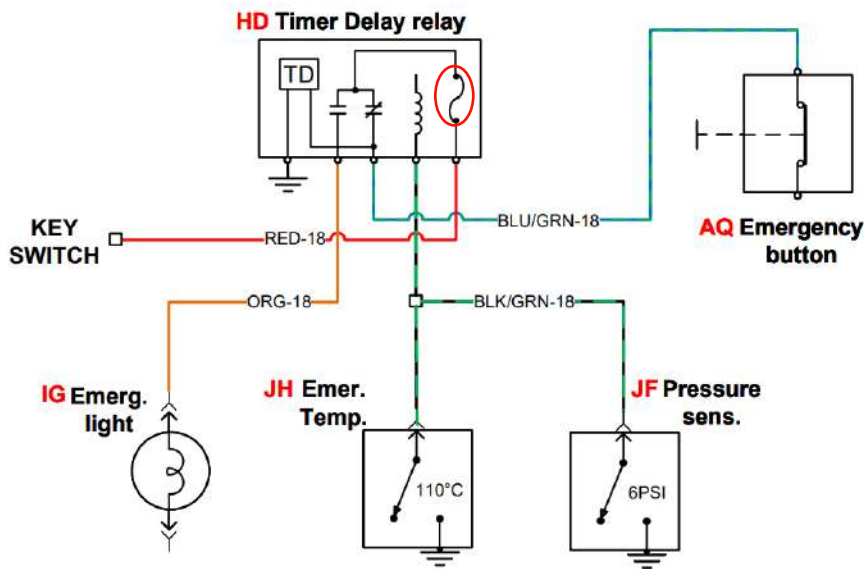 HD Timer Delay relay
TD
KEY
SWITCH
RED-18
BLU/GRN-18
AQ Emergency
button
ORG-18
BLK/GRN-18
IG Emerg.
light
JH Emer.
Temp.
JF Pressure
sens.
110°C
6PSI